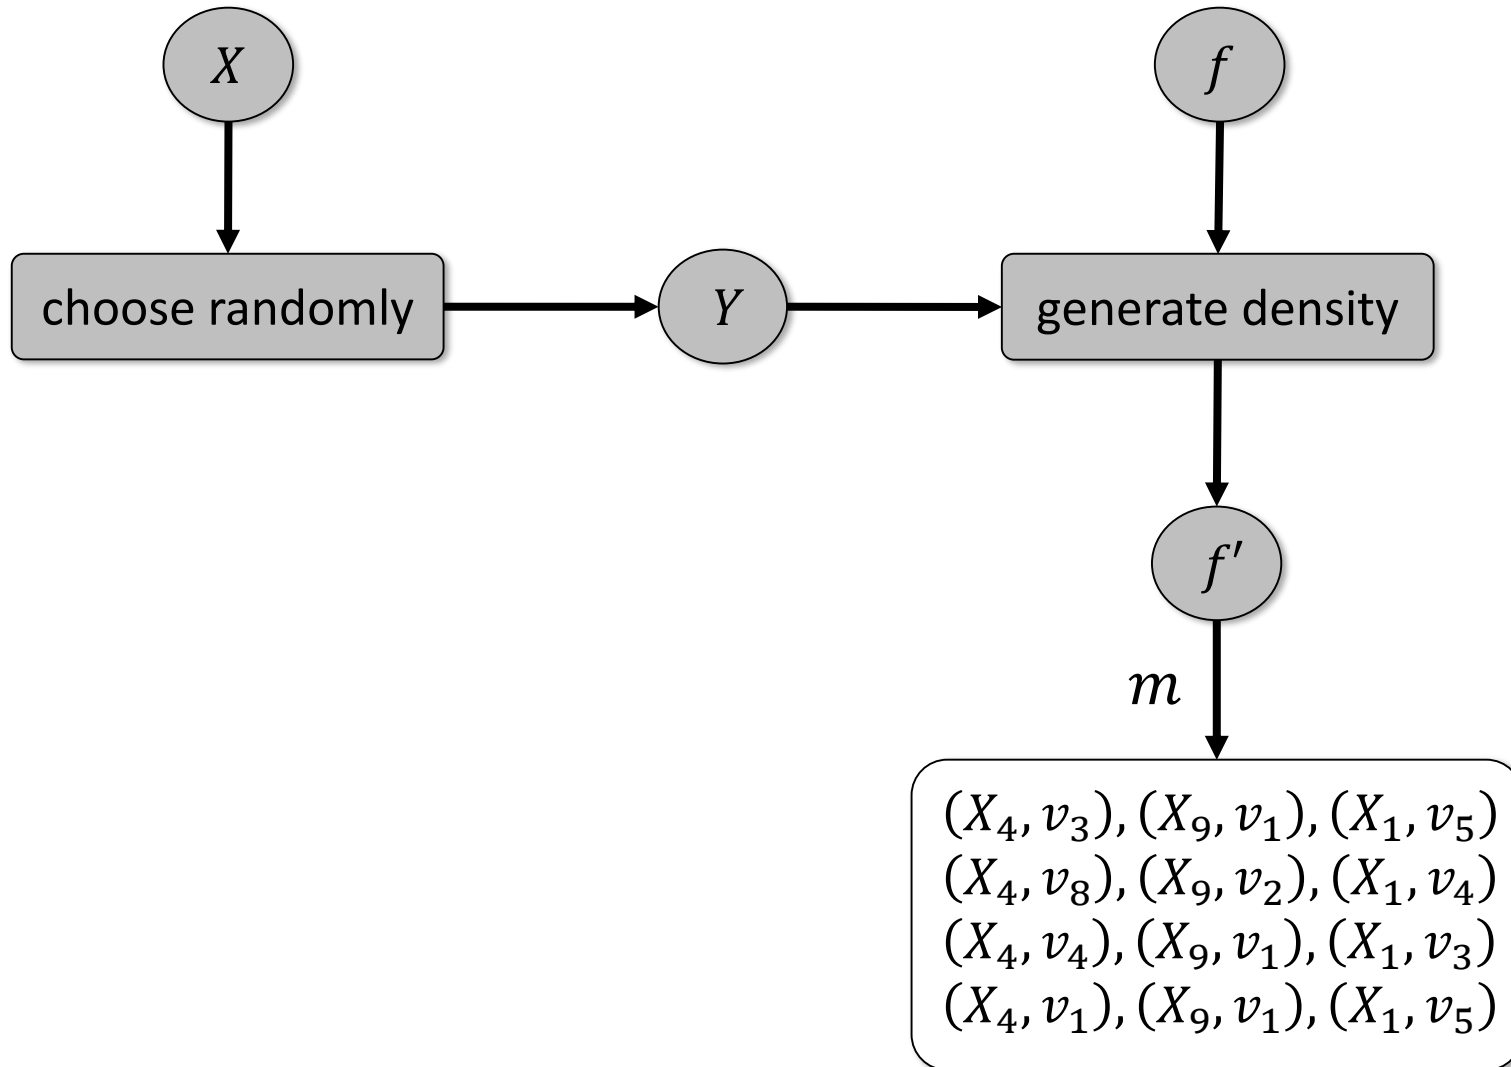 X
f
choose randomly
Y
generate density
f′
m
(X₄, v₃), (X₉, v₁), (X₁, v₅)
(X₄, v₈), (X₉, v₂), (X₁, v₄)
(X₄, v₄), (X₉, v₁), (X₁, v₃)
(X₄, v₁), (X₉, v₁), (X₁, v₅)